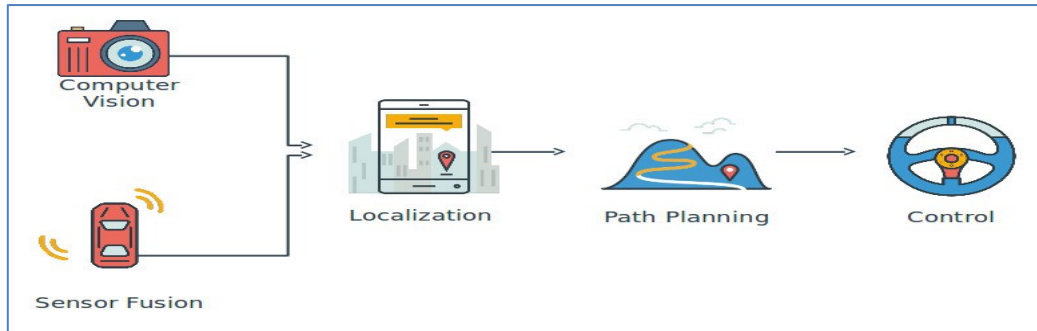 Computer
Vision
Localization
Path Planning
Control
Sensor Fusion